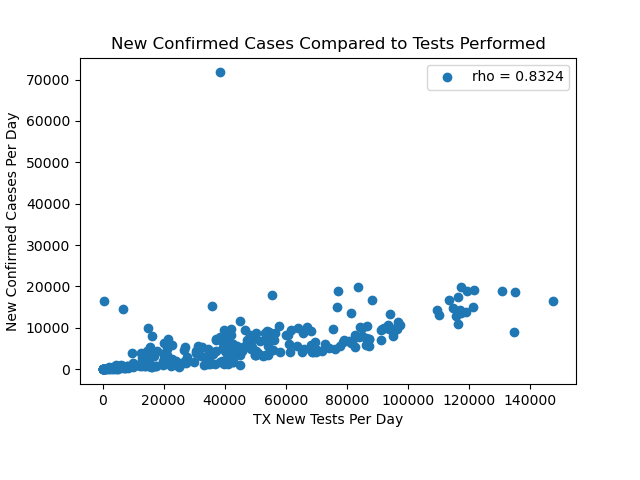 New Confirmed Cases Compared to Tests Performed
rho = 0.8324
New Confirmed Caeses Per Day
70000
60000
50000
40000
30000
20000
10000
0
0 20000 40000 60000 80000 100000 120000 140000
TX New Tests Per Day